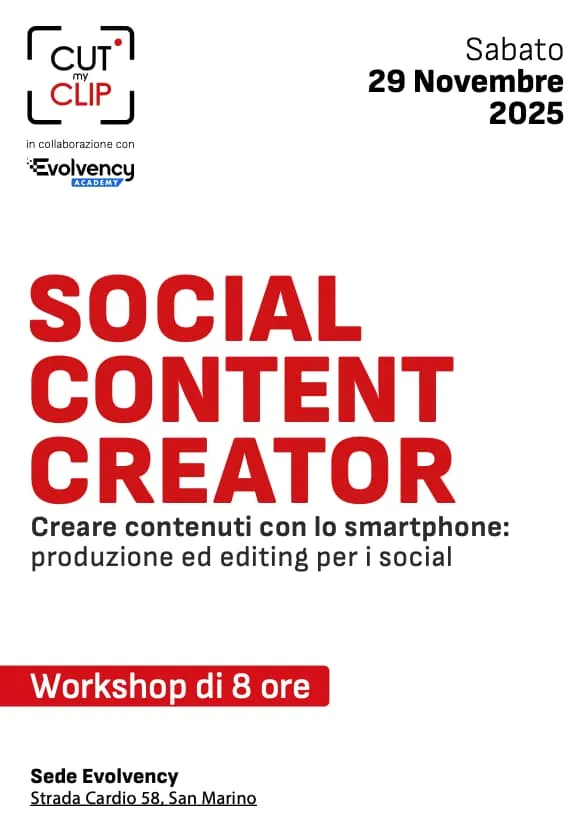 CUT
my
CLIP
in collaborazione con
Evolvency
ACADEMY
Sabato
29 Novembre
2025
SOCIAL
CONTENT
CREATOR
Creare contenuti con lo smartphone:
produzione ed editing per i social
Workshop di 8 ore
Sede Evolvency
Strada Cardio 58, San Marino